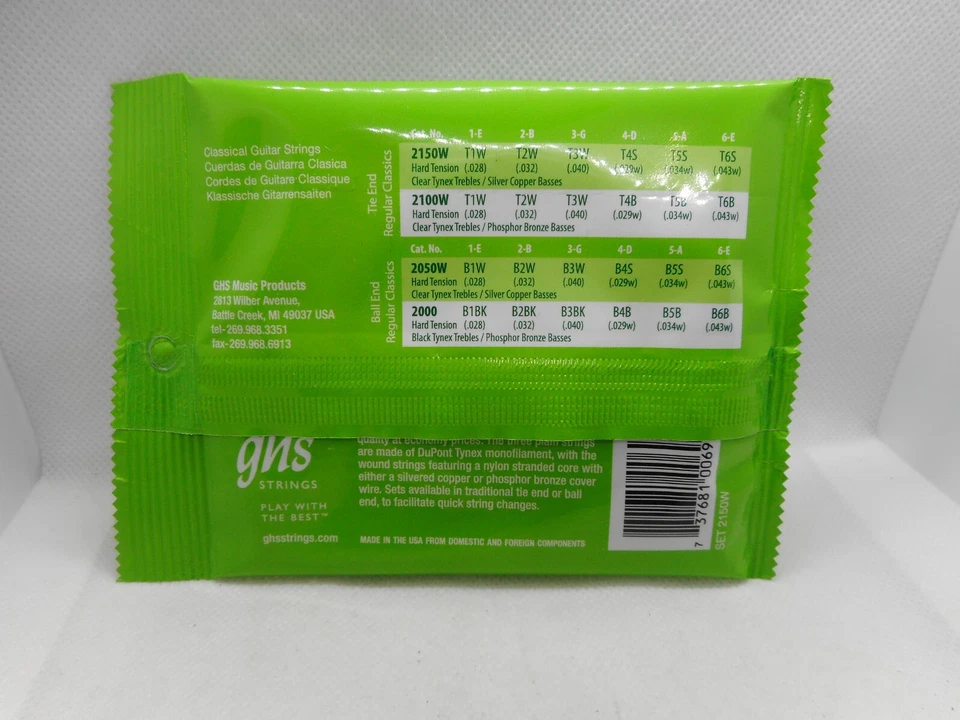 Classical Guitar Strings
Cuerdas de Guitarra Clasica
Cordes de Guitare Classique
Klassische Gitarrensaiten
GHS Music Products
2813 Wilber Avenue,
Battle Creek, MI 49037 USA
tel-269.968.3351
fax-269.968.6913
Tie End
Regular Classics
Cat. No. 1-E 2-B 3-G 4-D 5-A 6-E
2150W T1W T2W T3W T4S T5S T6S
Hard Tension (.028) (.032) (.040) (.029w) (.034w) (.043w)
Clear Tynex Trebles / Silver Copper Basses
2100W T1W T2W T3W T4B T5B T6B
Hard Tension (.028) (.032) (.040) (.029w) (.034w) (.043w)
Clear Tynex Trebles / Phosphor Bronze Basses
Ball End
Regular Classics
Cat. No. 1-E 2-B 3-G 4-D 5-A 6-E
2050W B1W B2W B3W B4S B5S B6S
Hard Tension (.028) (.032) (.040) (.029w) (.034w) (.043w)
Clear Tynex Trebles / Silver Copper Basses
2000 B1BK B2BK B3BK B4B B5B B6B
Hard Tension (.028) (.032) (.040) (.029w) (.034w) (.043w)
Black Tynex Trebles / Phosphor Bronze Basses
ghs
STRINGS
PLAY WITH
THE BEST™
ghsstrings.com
quality at economy prices. The three plain strings
are made of DuPont Tynex monofilament, with the
wound strings featuring a nylon stranded core with
either a silvered copper or phosphor bronze cover
wire. Sets available in traditional tie end or ball
end, to facilitate quick string changes.
MADE IN THE USA FROM DOMESTIC AND FOREIGN COMPONENTS
7 37681 0069
SET 2150W